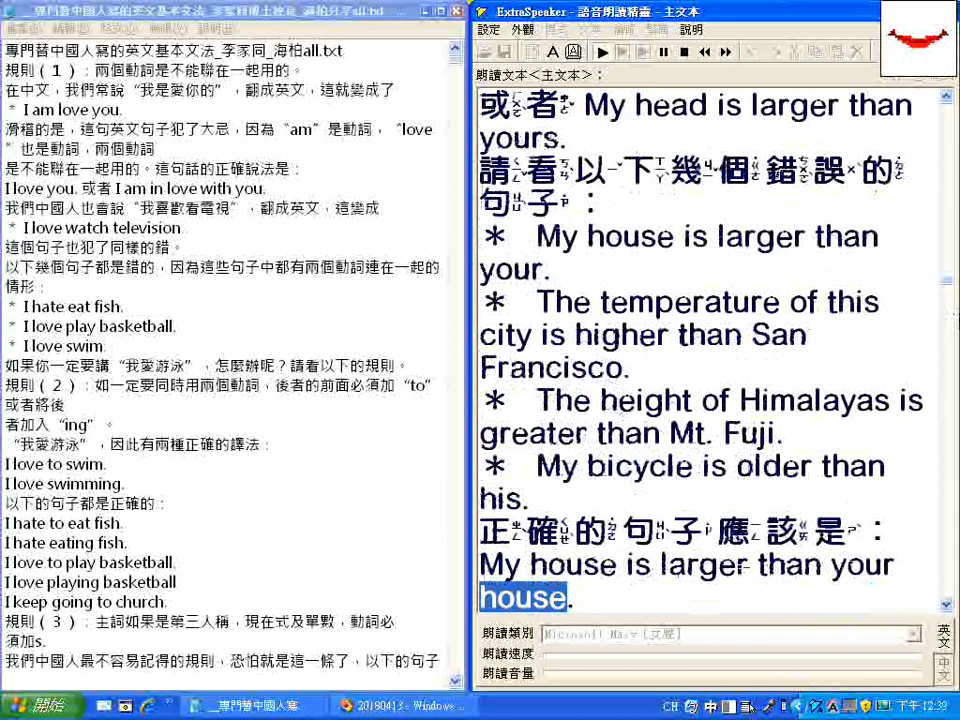 專門替中國人寫的英文基本文法_李家同_海柏all.txt
規則（1）：兩個動詞是不能聯在一起用的。
在中文，我們常說“我是愛你的”，翻成英文，這就變成了
* I am love you.
滑稽的是，這句英文句子犯了大忌，因為“am”是動詞，“love
”也是動詞，兩個動詞
是不能聯在一起用的。這句話的正確說法是：
I love you. 或者 I am in love with you.
我們中國人也會說“我喜歡看電視”，翻成英文，這變成
* I love watch television.
這個句子也犯了同樣的錯。
以下幾個句子都是錯的，因為這些句子中都有兩個動詞連在一起的
情形：
* I hate eat fish.
* I love play basketball.
* I love swim.
如果你一定要講“我愛游泳”，怎麼辦呢？請看以下的規則。
規則（2）：如一定要同時用兩個動詞，後者的前面必須加“to”
或者將後
者加入“ing”。
“我愛游泳”，因此有兩種正確的譯法：
I love to swim.
I love swimming.
以下的句子都是正確的：
I hate to eat fish.
I hate eating fish.
I love to play basketball.
I love playing basketball
I keep going to church.
規則（3）：主詞如果是第三人稱，現在式及單數，動詞必
須加s.
我們中國人最不容易記得的規則，恐怕就是這一條了，以下的句子
ExtraSpeaker - 語音朗讀精靈 - 主文本
設定 外觀 說明
朗讀文本<主文本>：
或者 My head is larger than
yours.
請看以下幾個錯誤的
句子：
＊ My house is larger than
your.
＊ The temperature of this
city is higher than San
Francisco.
＊ The height of Himalayas is
greater than Mt. Fuji.
＊ My bicycle is older than
his.
正確的句子應該是：
My house is larger than your
house.
朗讀類別
朗讀速度
朗讀音量
英文
中文
開始
_專門替中國人寫
20180413 - Windows...
CH
中
下午 12:39